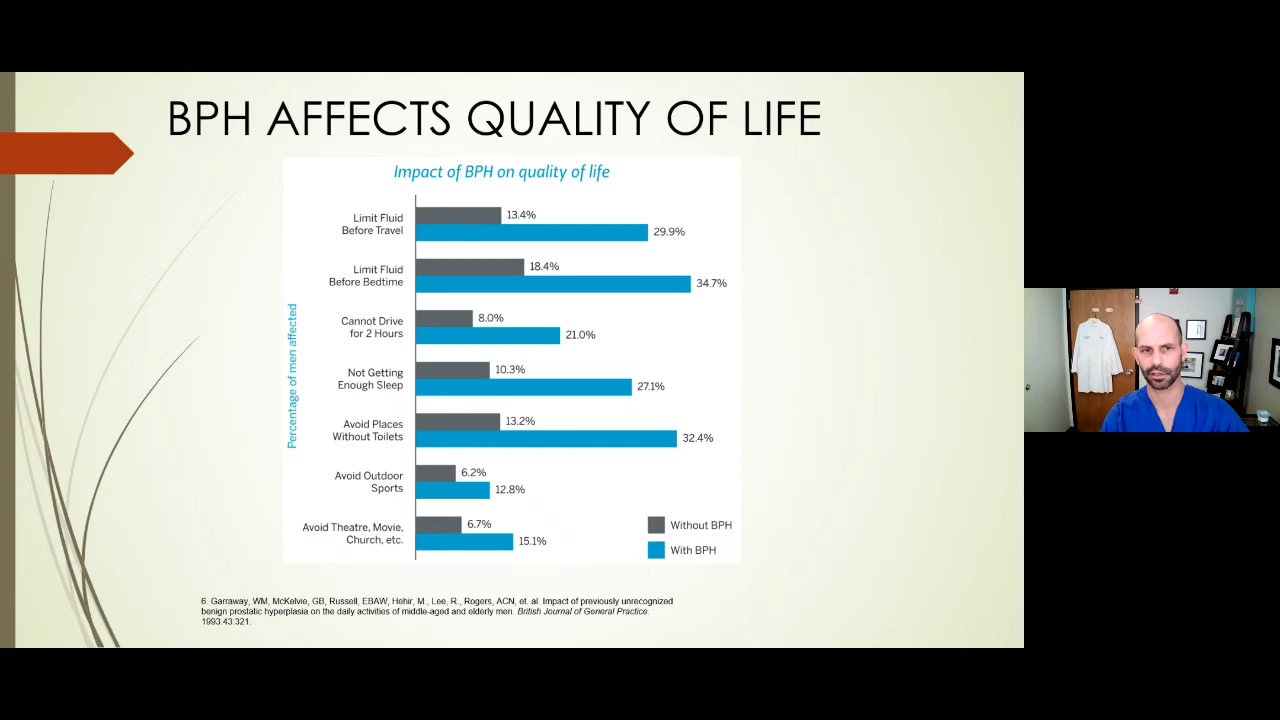 BPH AFFECTS QUALITY OF LIFE
Impact of BPH on quality of life
Percentage of men affected
Limit Fluid
Before Travel
13.4%
29.9%
Limit Fluid
Before Bedtime
18.4%
34.7%
Cannot Drive
for 2 Hours
8.0%
21.0%
Not Getting
Enough Sleep
10.3%
27.1%
Avoid Places
Without Toilets
13.2%
32.4%
Avoid Outdoor
Sports
6.2%
12.8%
Avoid Theatre, Movie,
Church, etc.
6.7%
15.1%
Without BPH
With BPH
6. Garraway, WM, McKelvie, GB, Russell, EBAW, Hehir, M., Lee, R., Rogers, ACN, et. al. Impact of previously unrecognized
benign prostatic hyperplasia on the daily activities of middle-aged and elderly men. British Journal of General Practice.
1993.43:321.